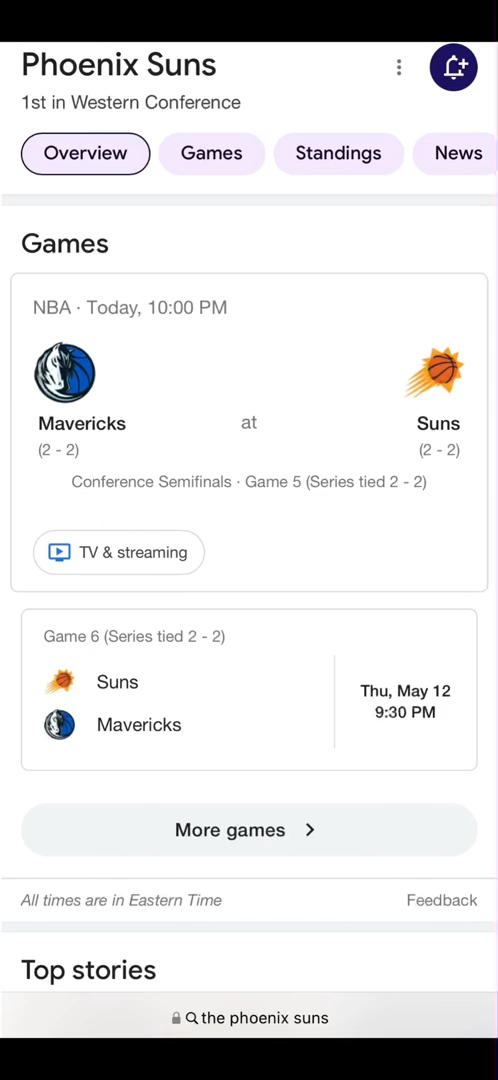 Phoenix Suns
1st in Western Conference
Overview
Games
Standings
News
Games
NBA · Today, 10:00 PM
Mavericks
at
Suns
(2 - 2)
(2 - 2)
Conference Semifinals · Game 5 (Series tied 2 - 2)
TV & streaming
Game 6 (Series tied 2 - 2)
Suns
Mavericks
Thu, May 12
9:30 PM
More games
All times are in Eastern Time
Feedback
Top stories
the phoenix suns